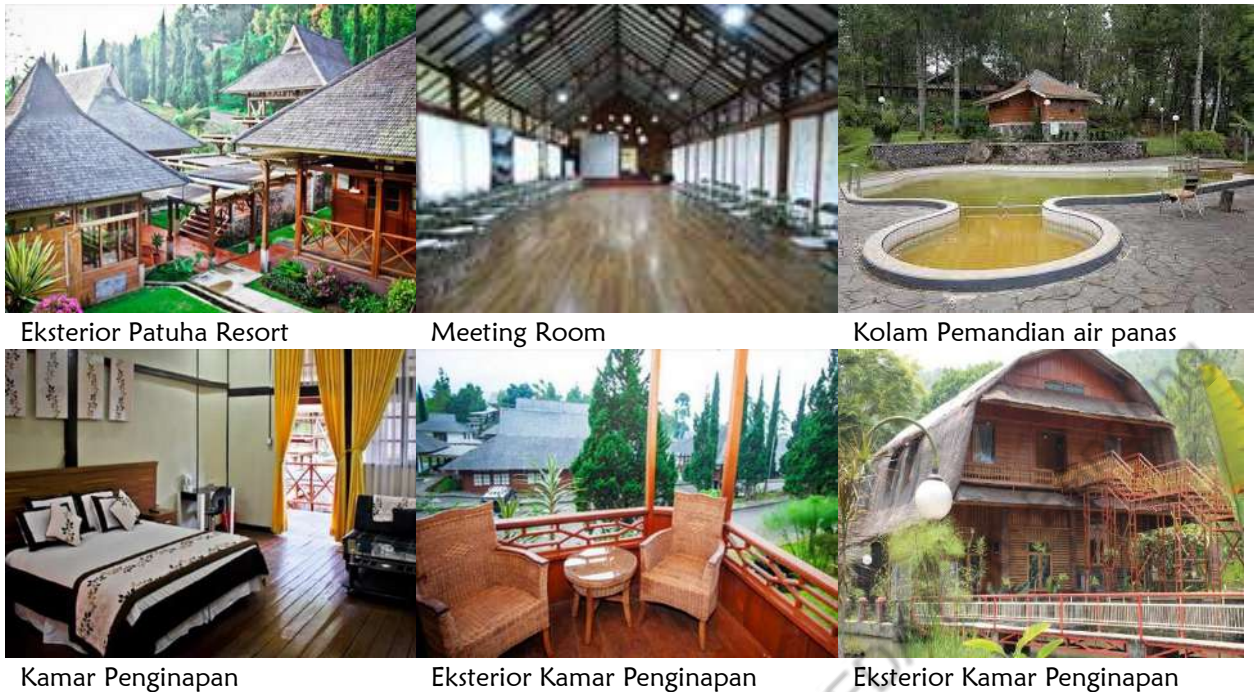 Eksterior Patuha Resort
Meeting Room
Kolam Pemandian air panas
Kamar Penginapan
Eksterior Kamar Penginapan
Eksterior Kamar Penginapan